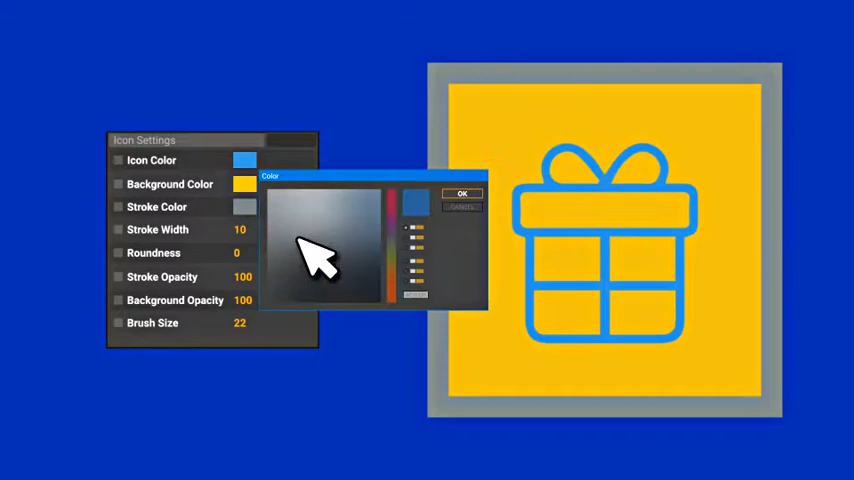 Icon Settings
Icon Color
Background Color
Stroke Color
Stroke Width 10
Roundness 0
Stroke Opacity 100
Background Opacity 100
Brush Size 22
Color
OK
CANCEL